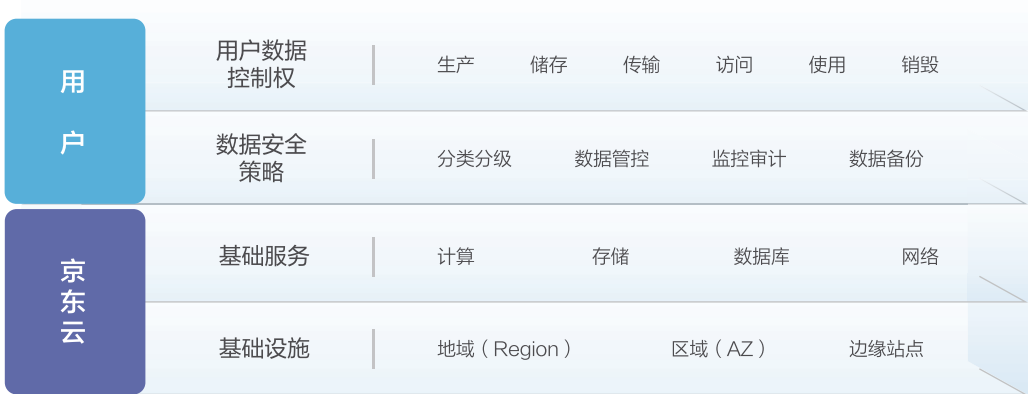 用户
用户数据
控制权
生产 储存 传输 访问 使用 销毁
数据安全
策略
分类分级 数据管控 监控审计 数据备份
京东云
基础服务
计算 存储 数据库 网络
基础设施
地域（Region） 区域（AZ） 边缘站点